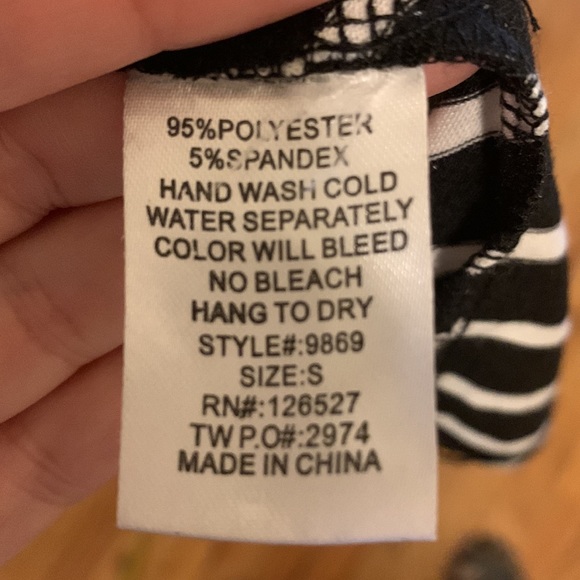 95%POLYESTER
5%SPANDEX
HAND WASH COLD
WATER SEPARATELY
COLOR WILL BLEED
NO BLEACH
HANG TO DRY
STYLE#:9869
SIZE:S
RN#:126527
TW P.O#:2974
MADE IN CHINA